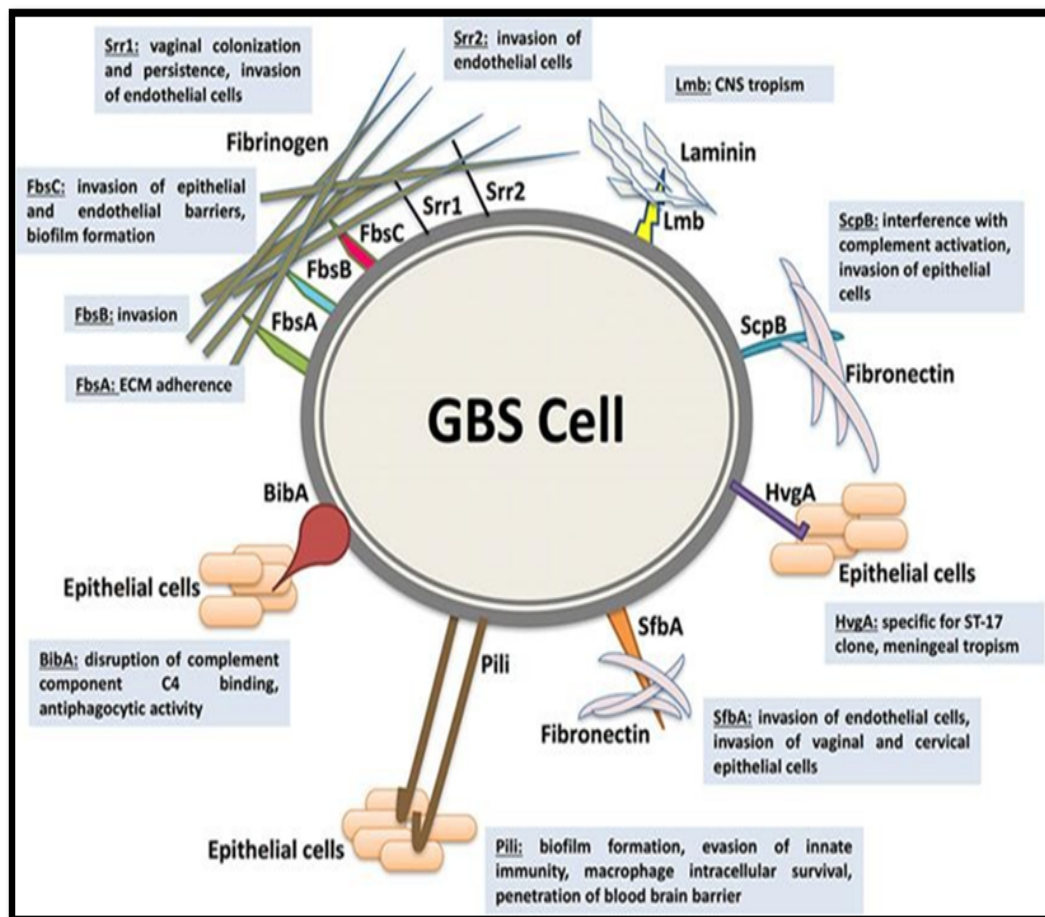 Srr1: vaginal colonization
and persistence, invasion
of endothelial cells
Srr2: invasion of
endothelial cells
Lmb: CNS tropism
Fibrinogen
Laminin
FbsC: invasion of epithelial
and endothelial barriers,
biofilm formation
Srr1
Srr2
Lmb
FbsC
FbsB
FbsA
ScpB: interference with
complement activation,
invasion of epithelial
cells
FbsB: invasion
ScpB
Fibronectin
FbsA: ECM adherence
GBS Cell
BibA
HvgA
Epithelial cells
Epithelial cells
HvgA: specific for ST-17
clone, meningeal tropism
SfbA
BibA: disruption of complement
component C4 binding,
antiphagocytic activity
Pili
Fibronectin
SfbA: invasion of endothelial cells,
invasion of vaginal and cervical
epithelial cells
Epithelial cells
Pili: biofilm formation, evasion of innate
immunity, macrophage intracellular survival,
penetration of blood brain barrier